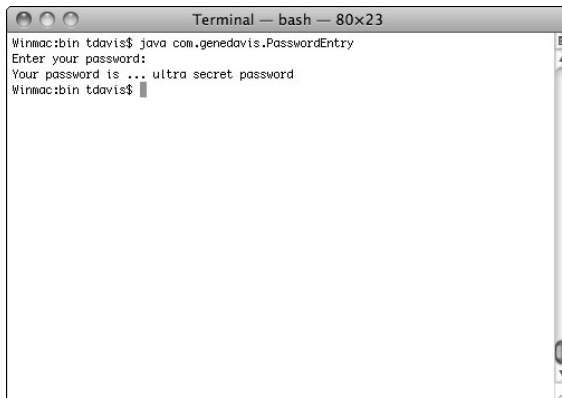 Terminal — bash — 80×23
Winmac:bin tdavis$ java com.genedavis.PasswordEntry
Enter your password:
Your password is ... ultra secret password
Winmac:bin tdavis$